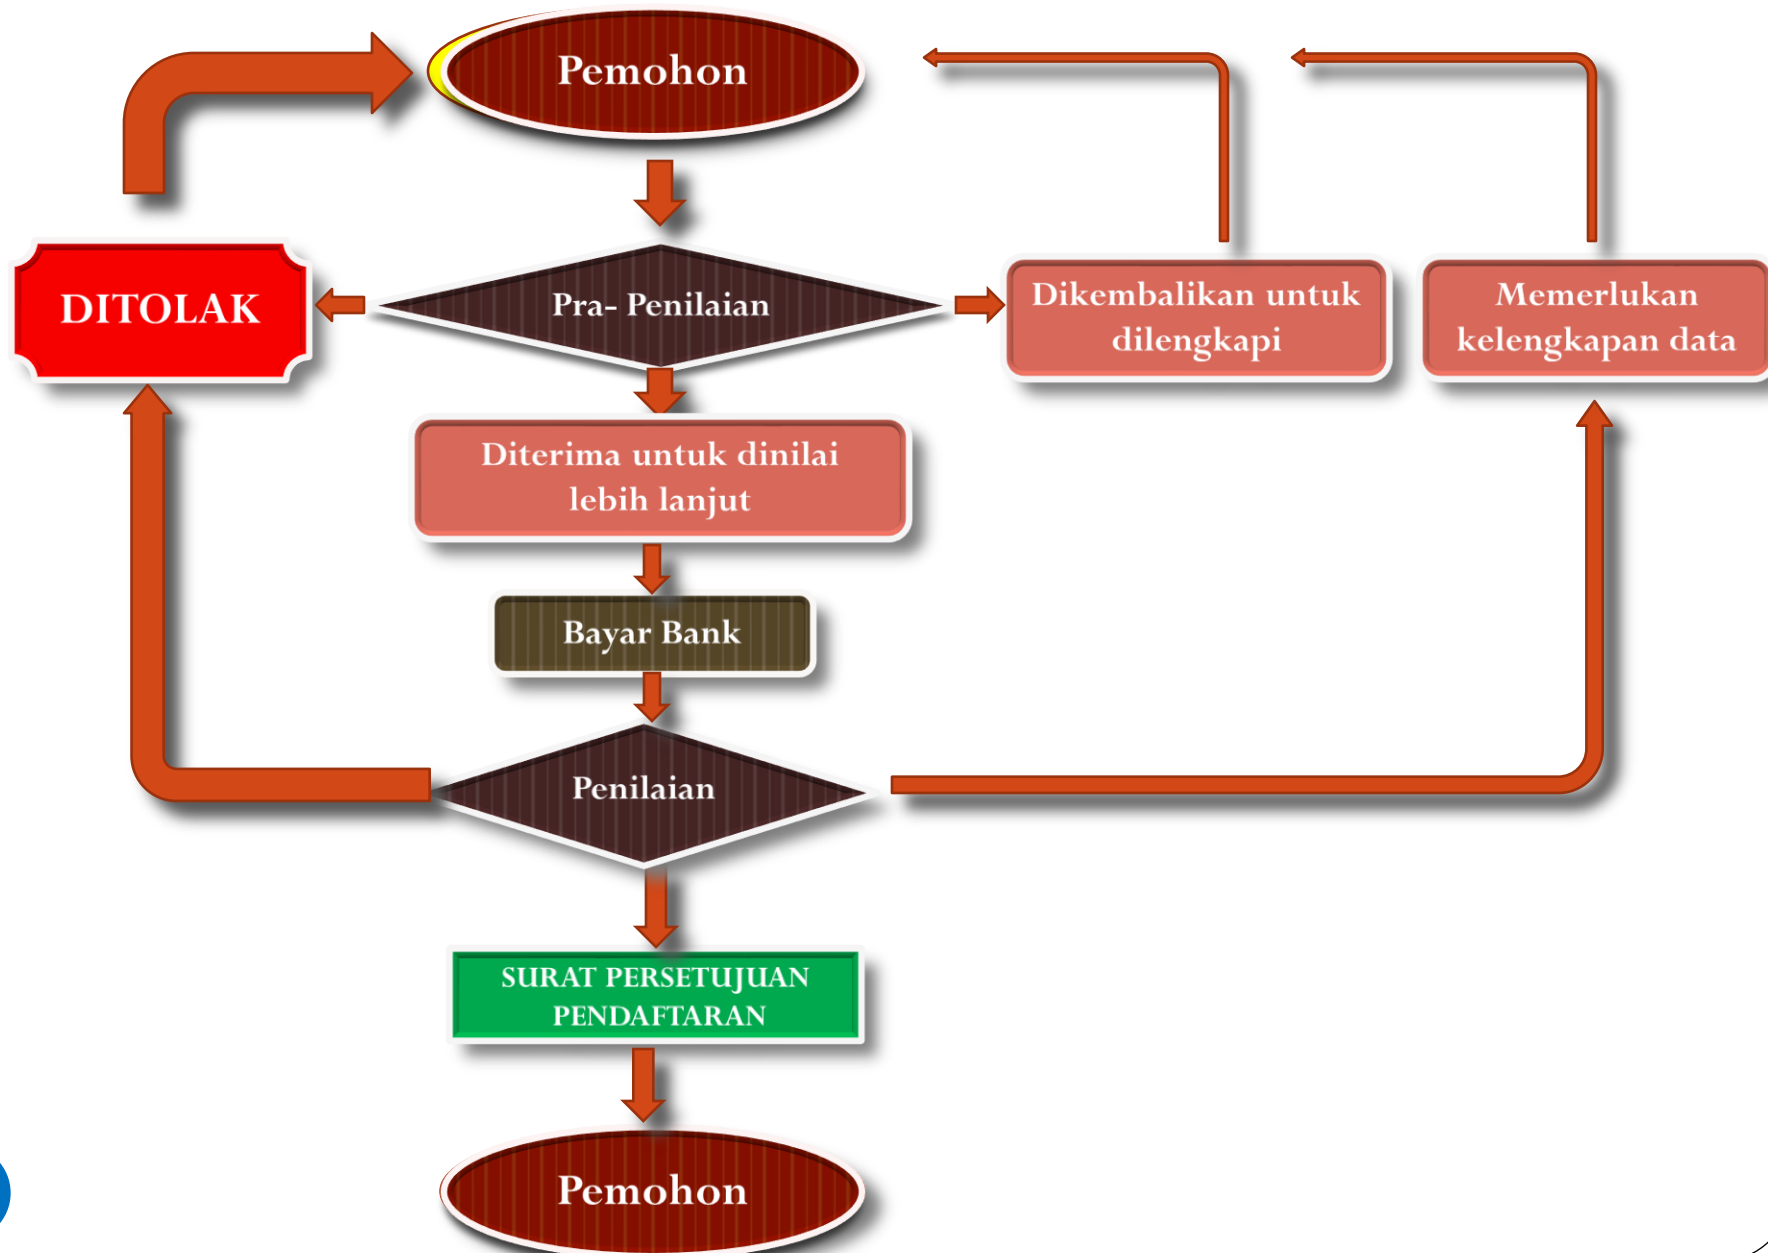 Pemohon
DITOLAK
Pra- Penilaian
Dikembalikan untuk
dilengkapi
Memerlukan
kelengkapan data
Diterima untuk dinilai
lebih lanjut
Bayar Bank
Penilaian
SURAT PERSETUJUAN
PENDAFTARAN
Pemohon